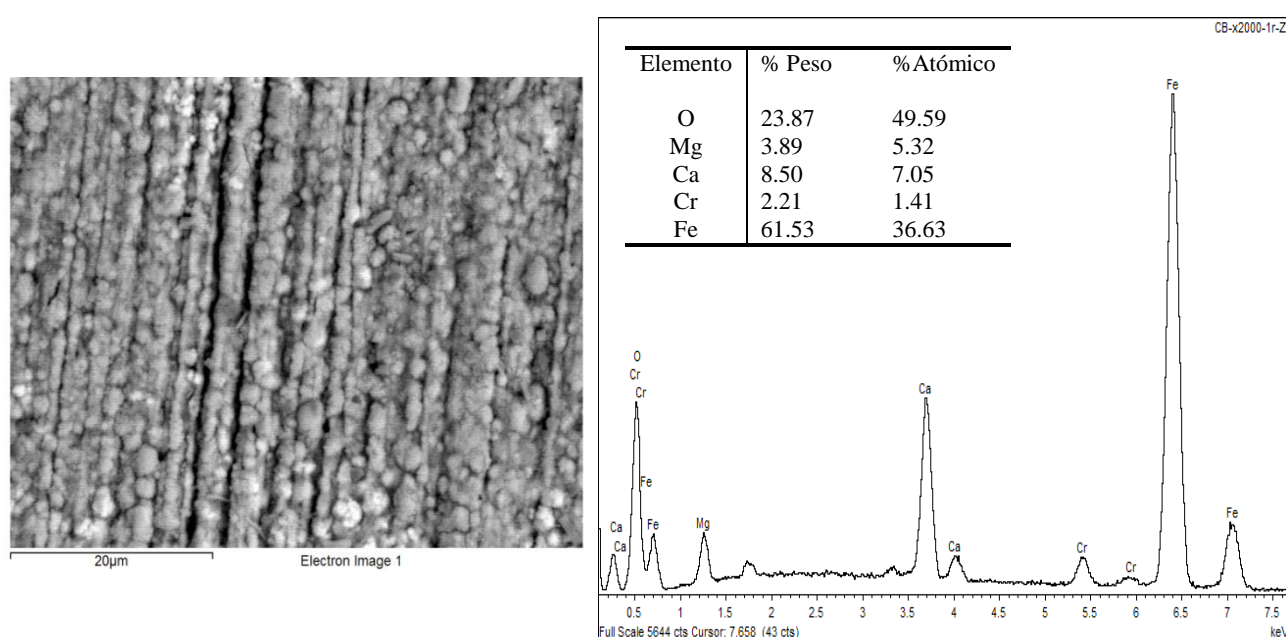 CB-x2000-1r-Z
Elemento % Peso %Atómico
O 23.87 49.59
Mg 3.89 5.32
Ca 8.50 7.05
Cr 2.21 1.41
Fe 61.53 36.63
Fe
O
Cr
Cr
Ca
Fe
Ca
Ca
Fe
Mg
Ca
Cr
Cr
Fe
20µm Electron Image 1
0.5 1 1.5 2 2.5 3 3.5 4 4.5 5 5.5 6 6.5 7 7.5
Full Scale 5644 cts Cursor: 7.658 (43 cts) keV